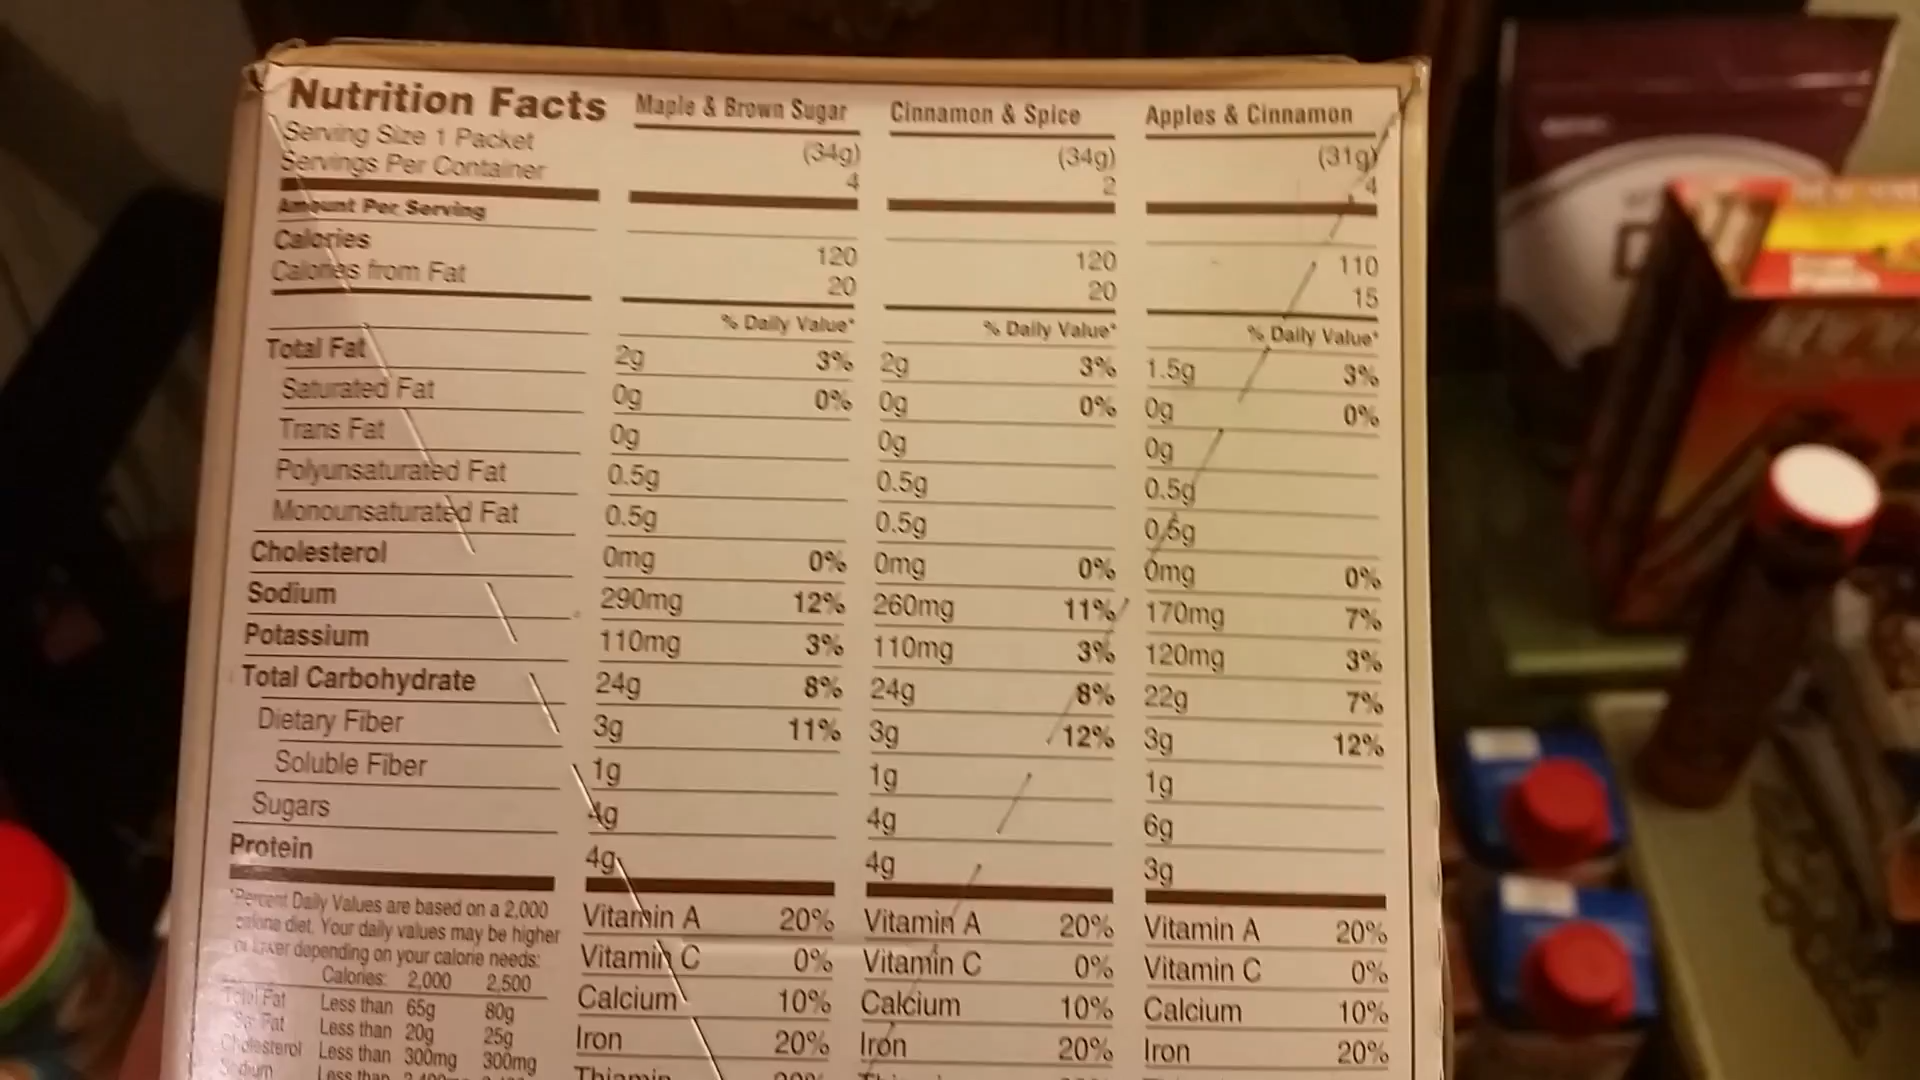 Nutrition Facts Maple & Brown Sugar Cinnamon & Spice Apples & Cinnamon
Serving Size 1 Packet (34g) (34g) (31g)
Servings Per Container 4 2 4
Amount Per Serving
Calories 120 120 110
Calories from Fat 20 20 15
% Daily Value* % Daily Value* % Daily Value*
Total Fat 2g 3% 2g 3% 1.5g 3%
Saturated Fat 0g 0% 0g 0% 0g 0%
Trans Fat 0g 0g 0g
Polyunsaturated Fat 0.5g 0.5g 0.5g
Monounsaturated Fat 0.5g 0.5g 0.5g
Cholesterol 0mg 0% 0mg 0% 0mg 0%
Sodium 290mg 12% 260mg 11% 170mg 7%
Potassium 110mg 3% 110mg 3% 120mg 3%
Total Carbohydrate 24g 8% 24g 8% 22g 7%
Dietary Fiber 3g 11% 3g 12% 3g 12%
Soluble Fiber 1g 1g 1g
Sugars 4g 4g 6g
Protein 4g 4g 3g
Vitamin A 20% Vitamin A 20% Vitamin A 20%
Vitamin C 0% Vitamin C 0% Vitamin C 0%
Calcium 10% Calcium 10% Calcium 10%
Iron 20% Iron 20% Iron 20%
Thiamin
*Percent Daily Values are based on a 2,000
calorie diet. Your daily values may be higher
or lower depending on your calorie needs:
Calories: 2,000 2,500
Total Fat Less than 65g 80g
Sat Fat Less than 20g 25g
Cholesterol Less than 300mg 300mg
Sodium Less than